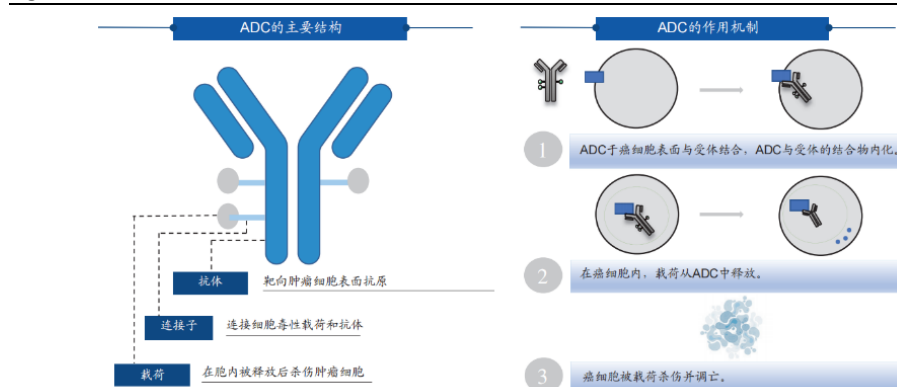 ADC的主要结构
抗体
靶向肿瘤细胞表面抗原
连接子
连接细胞毒性载荷和抗体
载荷
在胞内被释放后杀伤肿瘤细胞
ADC的作用机制
1
ADC于癌细胞表面与受体结合，ADC与受体的结合物内化。
2
在癌细胞内，载荷从ADC中释放。
3
癌细胞被载荷杀伤并调亡。